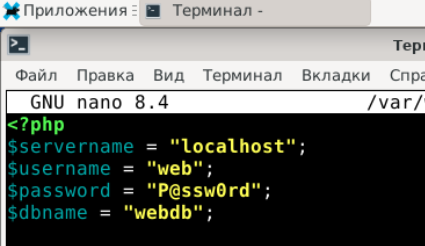 Приложения Терминал -
Тер
Файл Правка Вид Терминал Вкладки Спра
GNU nano 8.4 /var/
<?php
$servername = "localhost";
$username = "web";
$password = "P@ssw0rd";
$dbname = "webdb";